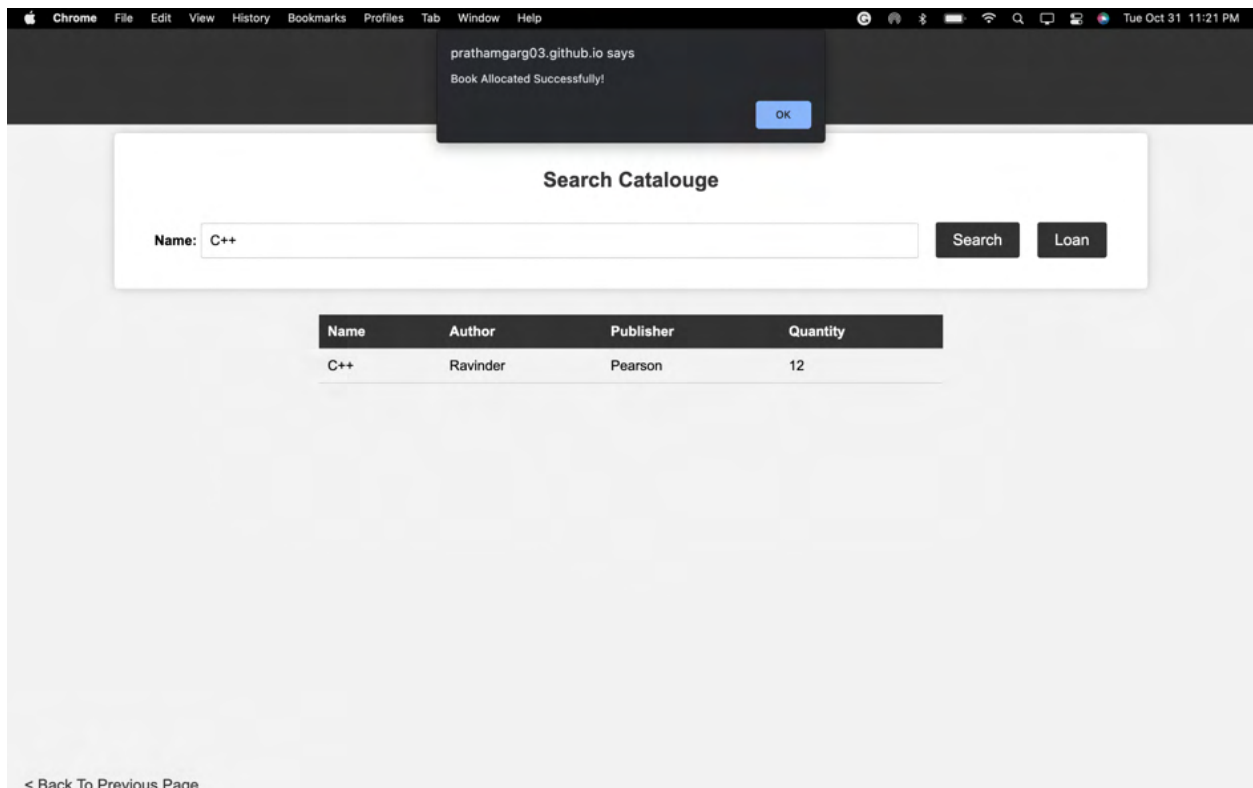 Chrome File Edit View History Bookmarks Profiles Tab Window Help Tue Oct 31 11:21 PM
prathamgarg03.github.io says
Book Allocated Successfully!
OK
Search Catalouge
Name: C++ Search Loan
Name Author Publisher Quantity
C++ Ravinder Pearson 12
< Back To Previous Page